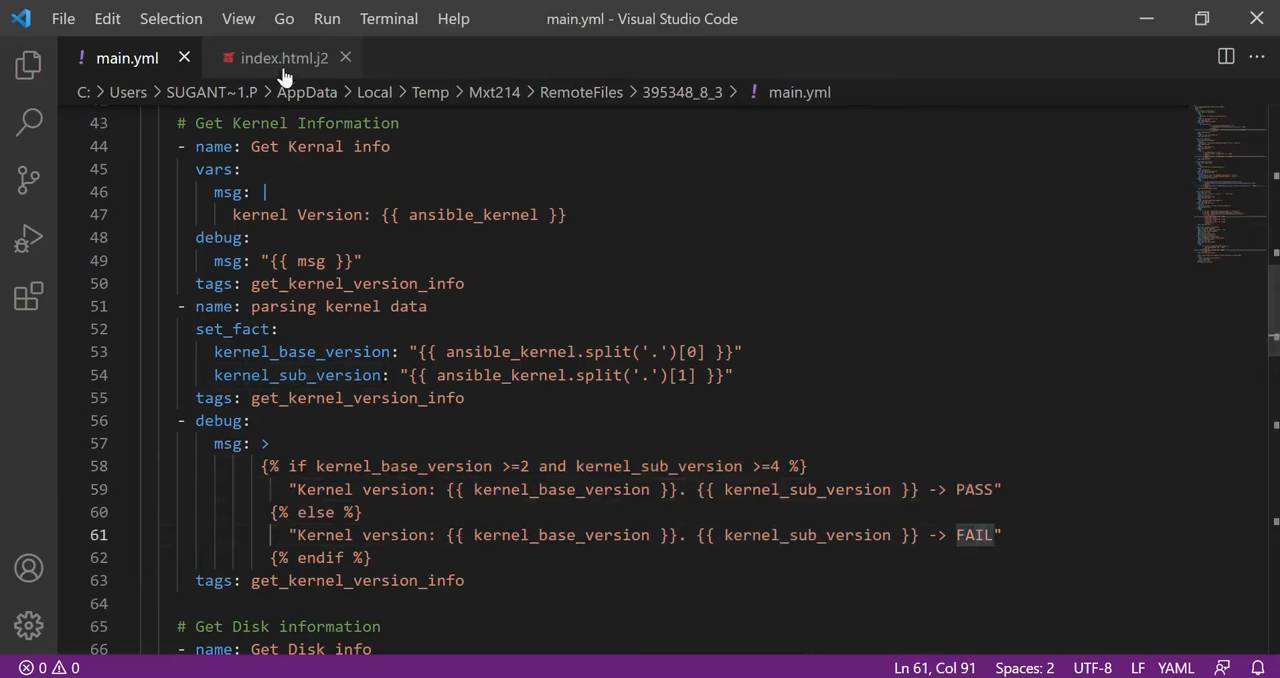 File Edit Selection View Go Run Terminal Help main.yml - Visual Studio Code
! main.yml index.html.j2
C: > Users > SUGANT~1.P > AppData > Local > Temp > Mxt214 > RemoteFiles > 395348_8_3 > ! main.yml
43 # Get Kernel Information
44 - name: Get Kernal info
45 vars:
46 msg: |
47 kernel Version: {{ ansible_kernel }}
48 debug:
49 msg: "{{ msg }}"
50 tags: get_kernel_version_info
51 - name: parsing kernel data
52 set_fact:
53 kernel_base_version: "{{ ansible_kernel.split('.')[0] }}"
54 kernel_sub_version: "{{ ansible_kernel.split('.')[1] }}"
55 tags: get_kernel_version_info
56 - debug:
57 msg: >
58 {% if kernel_base_version >=2 and kernel_sub_version >=4 %}
59 "Kernel version: {{ kernel_base_version }}. {{ kernel_sub_version }} -> PASS"
60 {% else %}
61 "Kernel version: {{ kernel_base_version }}. {{ kernel_sub_version }} -> FAIL"
62 {% endif %}
63 tags: get_kernel_version_info
64
65 # Get Disk information
66 - name: Get Disk info
0 0 Ln 61, Col 91 Spaces: 2 UTF-8 LF YAML